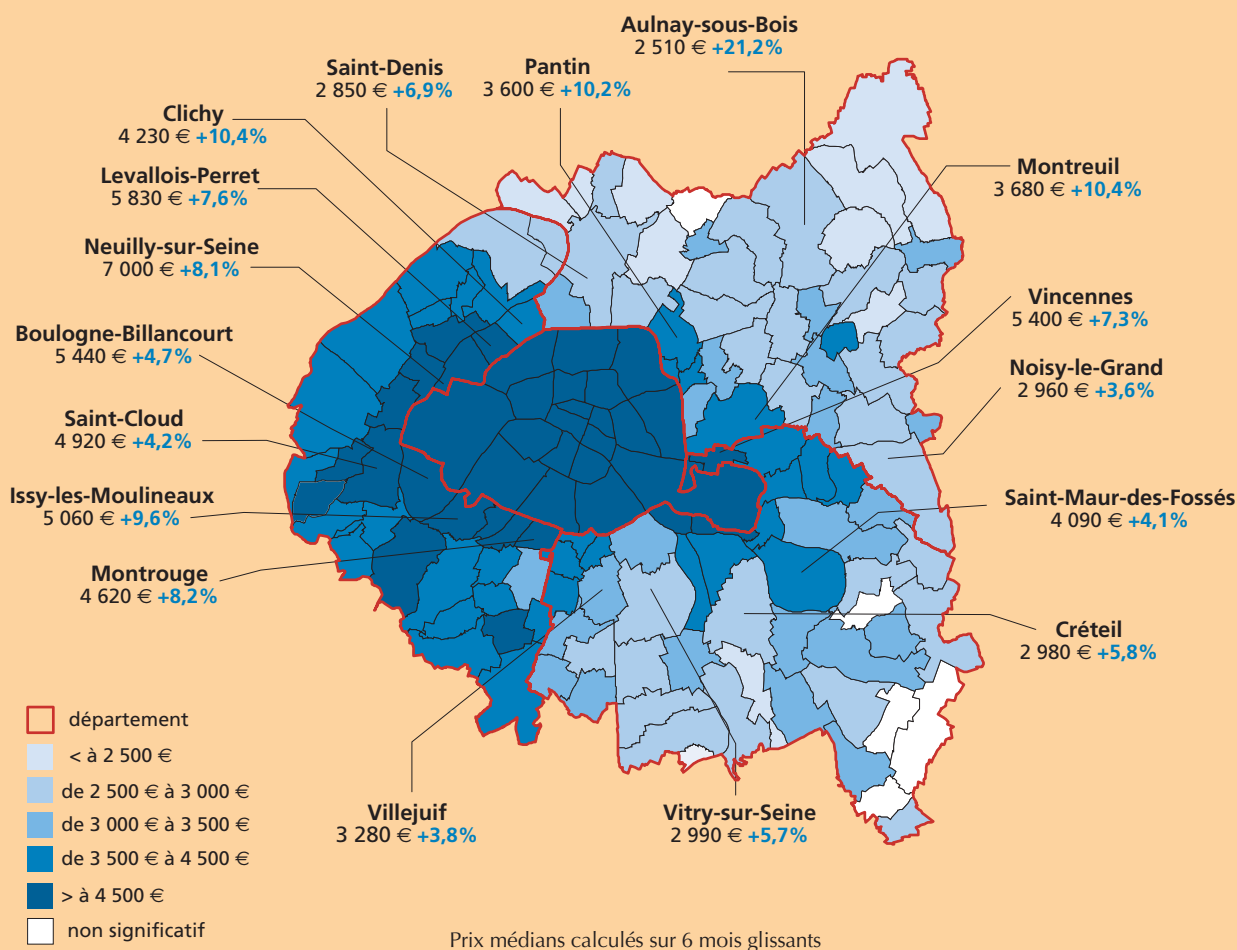 Aulnay-sous-Bois
2 510 € +21,2%
Saint-Denis
2 850 € +6,9%
Pantin
3 600 € +10,2%
Clichy
4 230 € +10,4%
Montreuil
3 680 € +10,4%
Levallois-Perret
5 830 € +7,6%
Neuilly-sur-Seine
7 000 € +8,1%
Vincennes
5 400 € +7,3%
Boulogne-Billancourt
5 440 € +4,7%
Noisy-le-Grand
2 960 € +3,6%
Saint-Cloud
4 920 € +4,2%
Issy-les-Moulineaux
5 060 € +9,6%
Saint-Maur-des-Fossés
4 090 € +4,1%
Montrouge
4 620 € +8,2%
Créteil
2 980 € +5,8%
Villejuif
3 280 € +3,8%
Vitry-sur-Seine
2 990 € +5,7%
département
< à 2 500 €
de 2 500 € à 3 000 €
de 3 000 € à 3 500 €
de 3 500 € à 4 500 €
> à 4 500 €
non significatif
Prix médians calculés sur 6 mois glissants